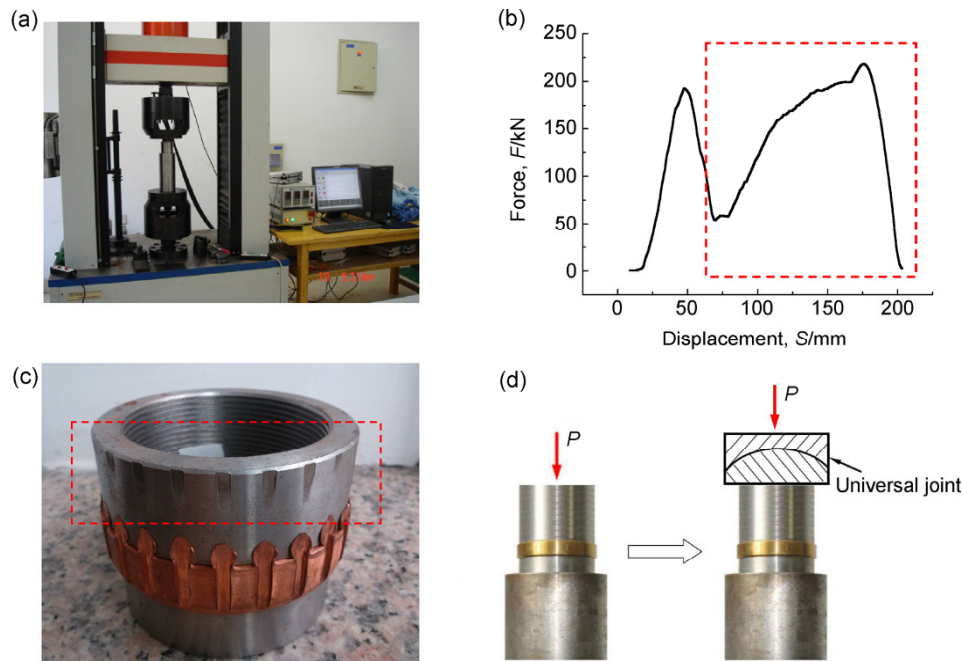 (a)
(b)
250
200
150
100
50
0
Force, F/kN
0 50 100 150 200
Displacement, S/mm
(c)
(d)
P
P
Universal joint